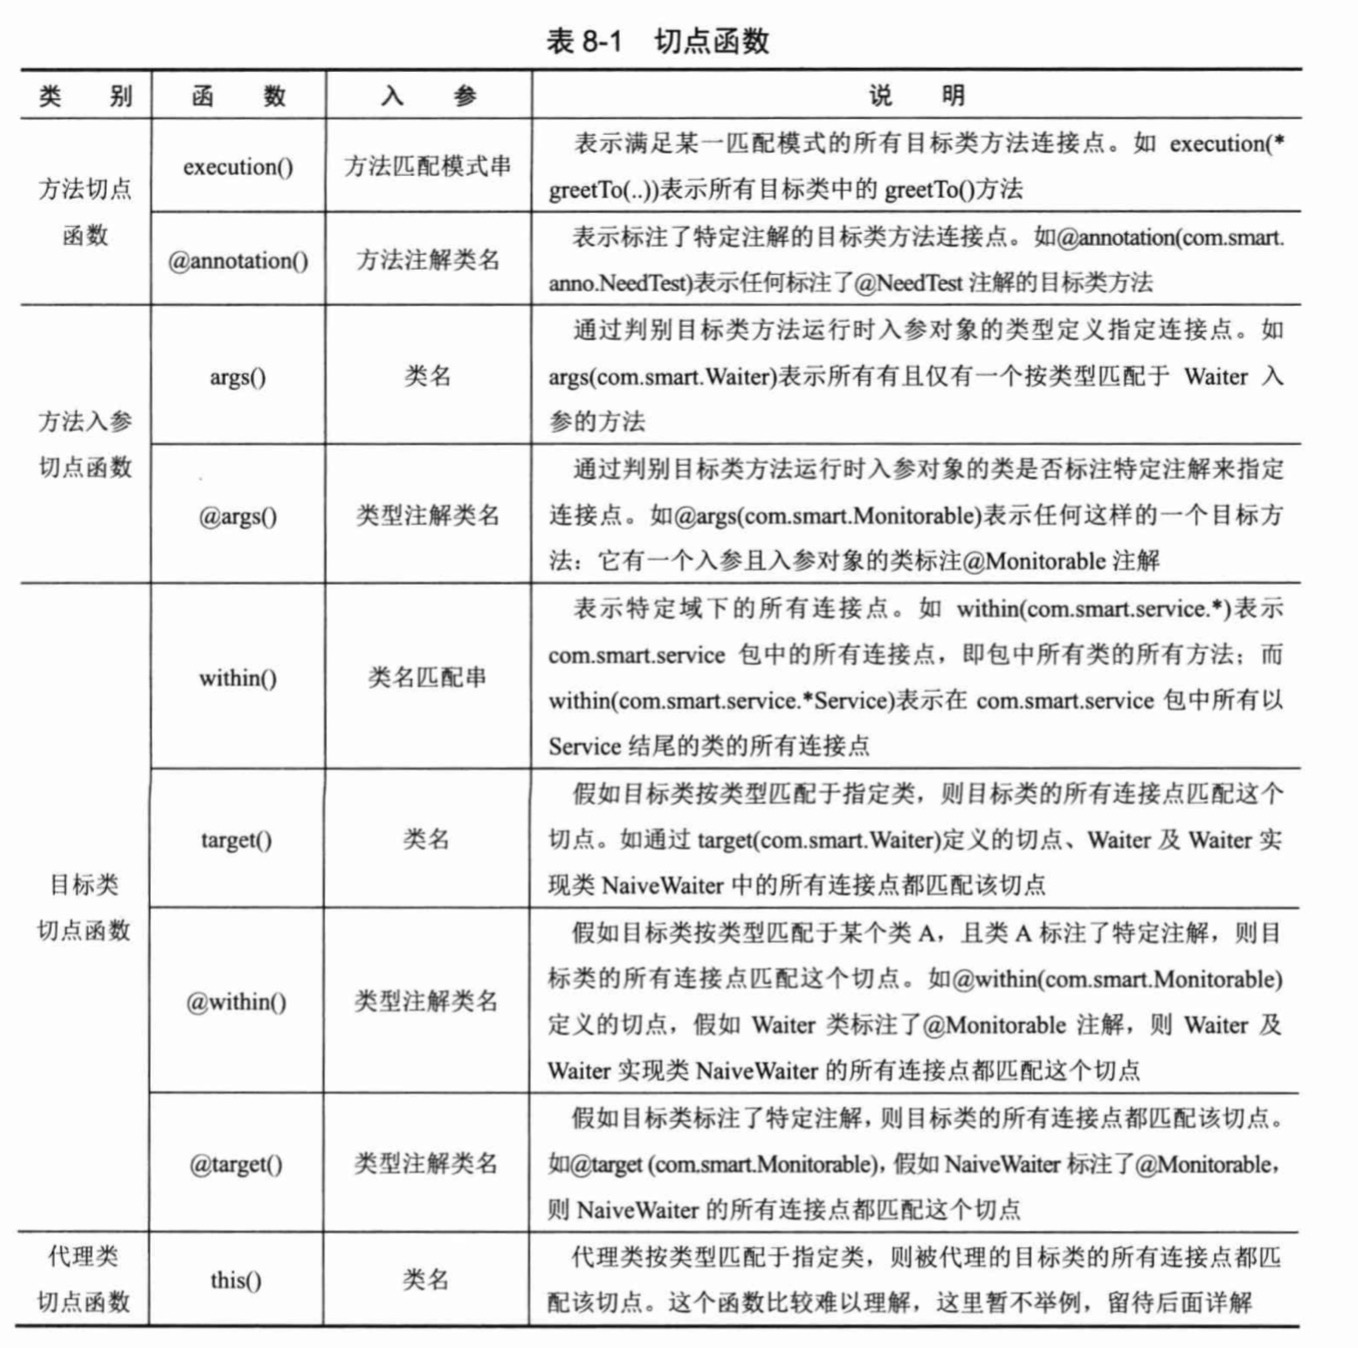 表 8-1 切点函数
类 别 函 数 入 参 说 明
方法切点
函数
execution()
方法匹配模式串
表示满足某一匹配模式的所有目标类方法连接点。如 execution(*
greetTo(..))表示所有目标类中的 greetTo()方法
@annotation()
方法注解类名
表示标注了特定注解的目标类方法连接点。如@annotation(com.smart.
anno.NeedTest)表示任何标注了@NeedTest 注解的目标类方法
方法入参
切点函数
args()
类名
通过判别目标类方法运行时入参对象的类型定义指定连接点。如
args(com.smart.Waiter)表示所有有且仅有一个按类型匹配于 Waiter 入
参的方法
@args()
类型注解类名
通过判别目标类方法运行时入参对象的类是否标注特定注解来指定
连接点。如@args(com.smart.Monitorable)表示任何这样的一个目标方
法：它有一个入参且入参对象的类标注@Monitorable 注解
目标类
切点函数
within()
类名匹配串
表示特定域下的所有连接点。如 within(com.smart.service.*)表示
com.smart.service 包中的所有连接点，即包中所有类的所有方法；而
within(com.smart.service.*Service)表示在 com.smart.service 包中所有以
Service 结尾的类的所有连接点
target()
类名
假如目标类按类型匹配于指定类，则目标类的所有连接点匹配这个
切点。如通过 target(com.smart.Waiter)定义的切点、Waiter 及 Waiter 实
现类 NaiveWaiter 中的所有连接点都匹配该切点
@within()
类型注解类名
假如目标类按类型匹配于某个类 A，且类 A 标注了特定注解，则目
标类的所有连接点匹配这个切点。如@within(com.smart.Monitorable)
定义的切点，假如 Waiter 类标注了@Monitorable 注解，则 Waiter 及
Waiter 实现类 NaiveWaiter 的所有连接点都匹配这个切点
@target()
类型注解类名
假如目标类标注了特定注解，则目标类的所有连接点都匹配该切点。
如@target (com.smart.Monitorable)，假如 NaiveWaiter 标注了@Monitorable，
则 NaiveWaiter 的所有连接点都匹配这个切点
代理类
切点函数
this()
类名
代理类按类型匹配于指定类，则被代理的目标类的所有连接点都匹
配该切点。这个函数比较难以理解，这里暂不举例，留待后面详解